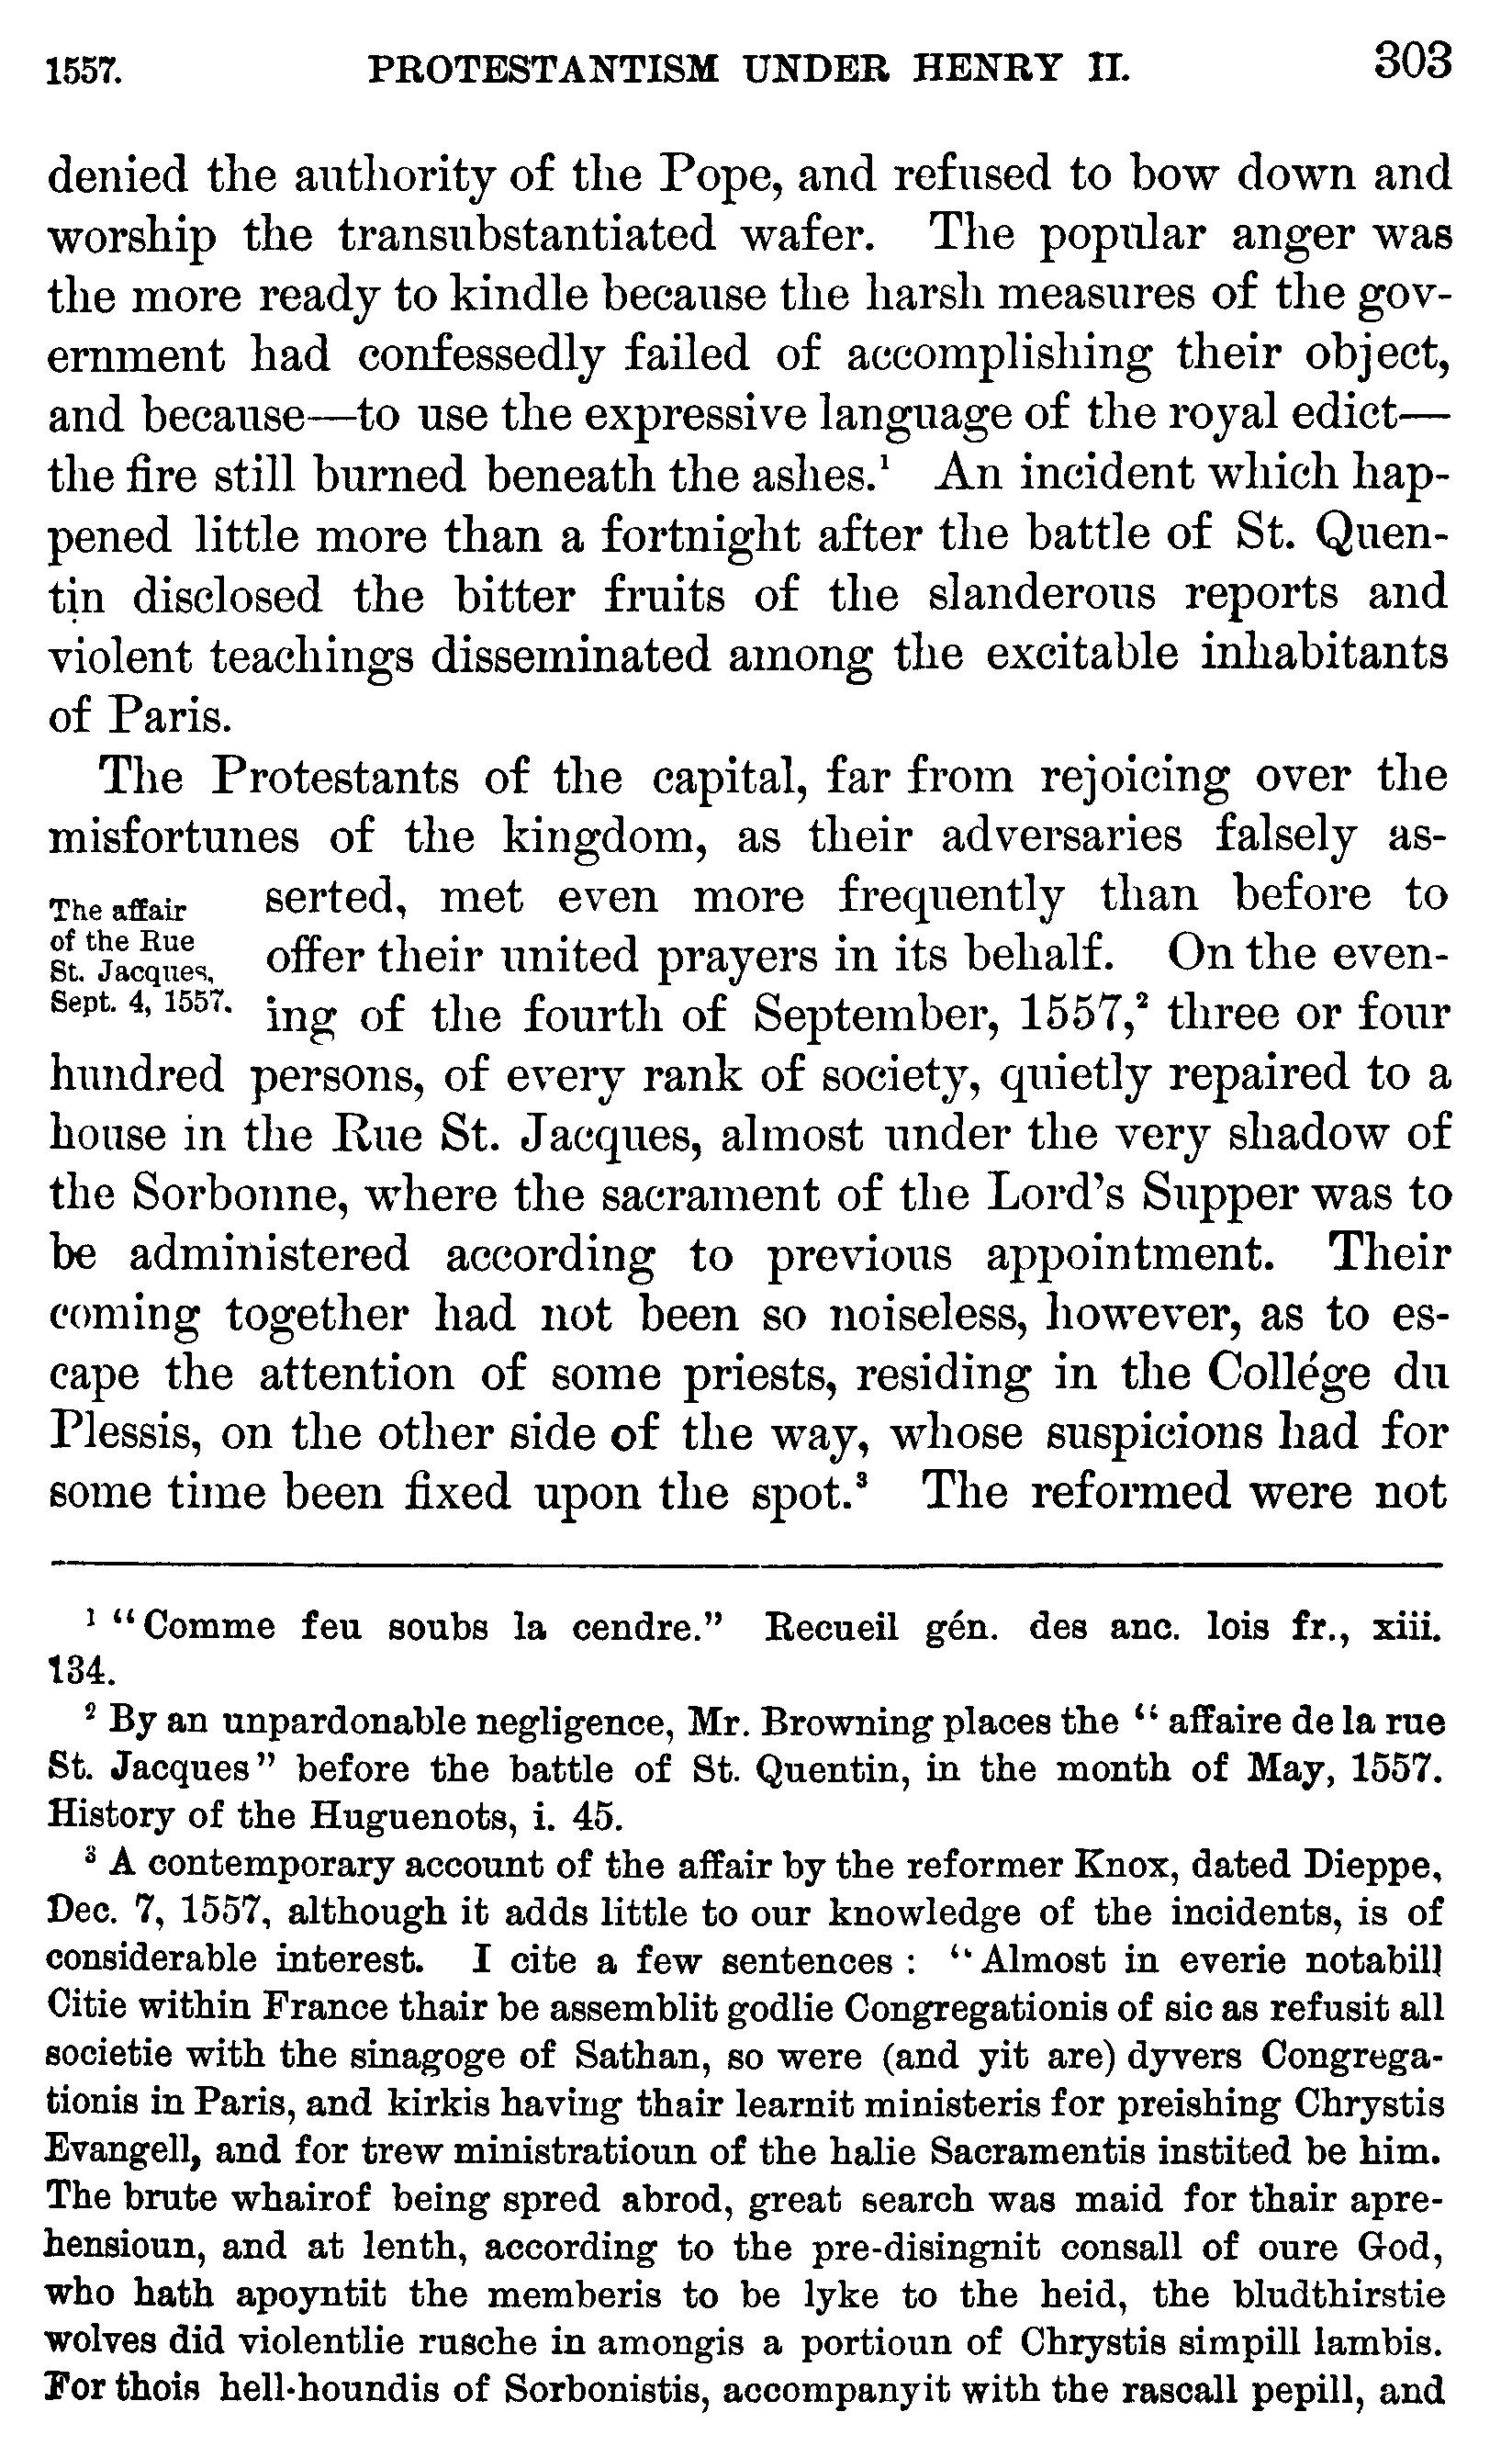 1557. PROTESTANTISM UNDER HENRY II. 303
denied the authority of the Pope, and refused to bow down and
worship the transubstantiated wafer. The popular anger was
the more ready to kindle because the harsh measures of the gov-
ernment had confessedly failed of accomplishing their object,
and because—to use the expressive language of the royal edict—
the fire still burned beneath the ashes.¹ An incident which hap-
pened little more than a fortnight after the battle of St. Quen-
tin disclosed the bitter fruits of the slanderous reports and
violent teachings disseminated among the excitable inhabitants
of Paris.
The Protestants of the capital, far from rejoicing over the
misfortunes of the kingdom, as their adversaries falsely as-
The affair
of the Rue
St. Jacques,
Sept. 4, 1557.
serted, met even more frequently than before to
offer their united prayers in its behalf. On the even-
ing of the fourth of September, 1557,² three or four
hundred persons, of every rank of society, quietly repaired to a
house in the Rue St. Jacques, almost under the very shadow of
the Sorbonne, where the sacrament of the Lord's Supper was to
be administered according to previous appointment. Their
coming together had not been so noiseless, however, as to es-
cape the attention of some priests, residing in the Collége du
Plessis, on the other side of the way, whose suspicions had for
some time been fixed upon the spot.³ The reformed were not
¹ "Comme feu soubs la cendre." Recueil gén. des anc. lois fr., xiii.
134.
² By an unpardonable negligence, Mr. Browning places the "affaire de la rue
St. Jacques" before the battle of St. Quentin, in the month of May, 1557.
History of the Huguenots, i. 45.
³ A contemporary account of the affair by the reformer Knox, dated Dieppe,
Dec. 7, 1557, although it adds little to our knowledge of the incidents, is of
considerable interest. I cite a few sentences : "Almost in everie notabill
Citie within France thair be assemblit godlie Congregationis of sic as refusit all
societie with the sinagoge of Sathan, so were (and yit are) dyvers Congrega-
tionis in Paris, and kirkis having thair learnit ministeris for preishing Chrystis
Evangell, and for trew ministratioun of the halie Sacramentis instited be him.
The brute whairof being spred abrod, great search was maid for thair apre-
hensioun, and at lenth, according to the pre-disingnit consall of oure God,
who hath apoyntit the memberis to be lyke to the heid, the bludthirstie
wolves did violentlie rusche in amongis a portioun of Chrystis simpill lambis.
For thois hell-houndis of Sorbonistis, accompanyit with the rascall pepill, and